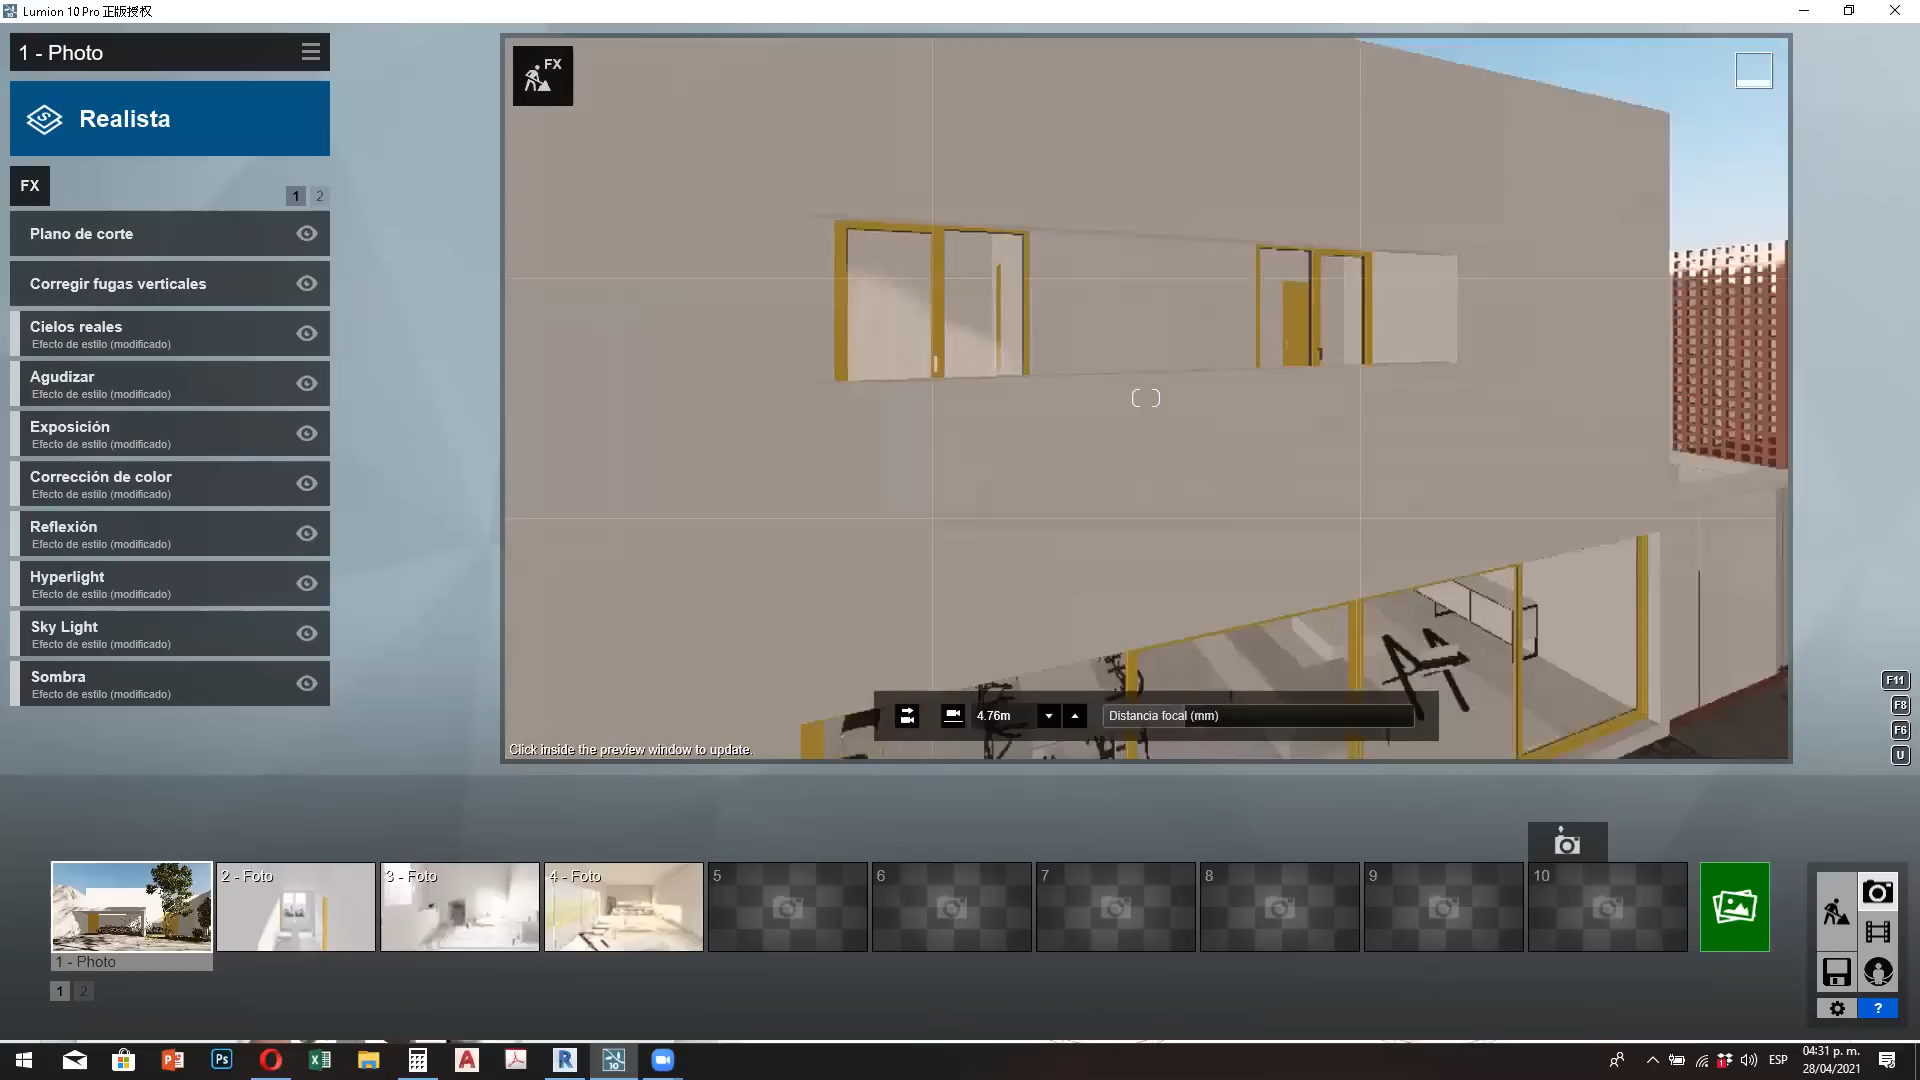 Lumion 10 Pro 正版授权
1 - Photo
Realista
FX
1 2
Plano de corte
Corregir fugas verticales
Cielos reales
Efecto de estilo (modificado)
Agudizar
Efecto de estilo (modificado)
Exposición
Efecto de estilo (modificado)
Corrección de color
Efecto de estilo (modificado)
Reflexión
Efecto de estilo (modificado)
Hyperlight
Efecto de estilo (modificado)
Sky Light
Efecto de estilo (modificado)
Sombra
Efecto de estilo (modificado)
FX
4.76m
Distancia focal (mm)
Click inside the preview window to update.
F11
F8
F6
U
2 - Foto
3 - Foto
4 - Foto
5
6
7
8
9
10
1 - Photo
1 2
?
Ps
10
ESP
04:31 p. m.
28/04/2021